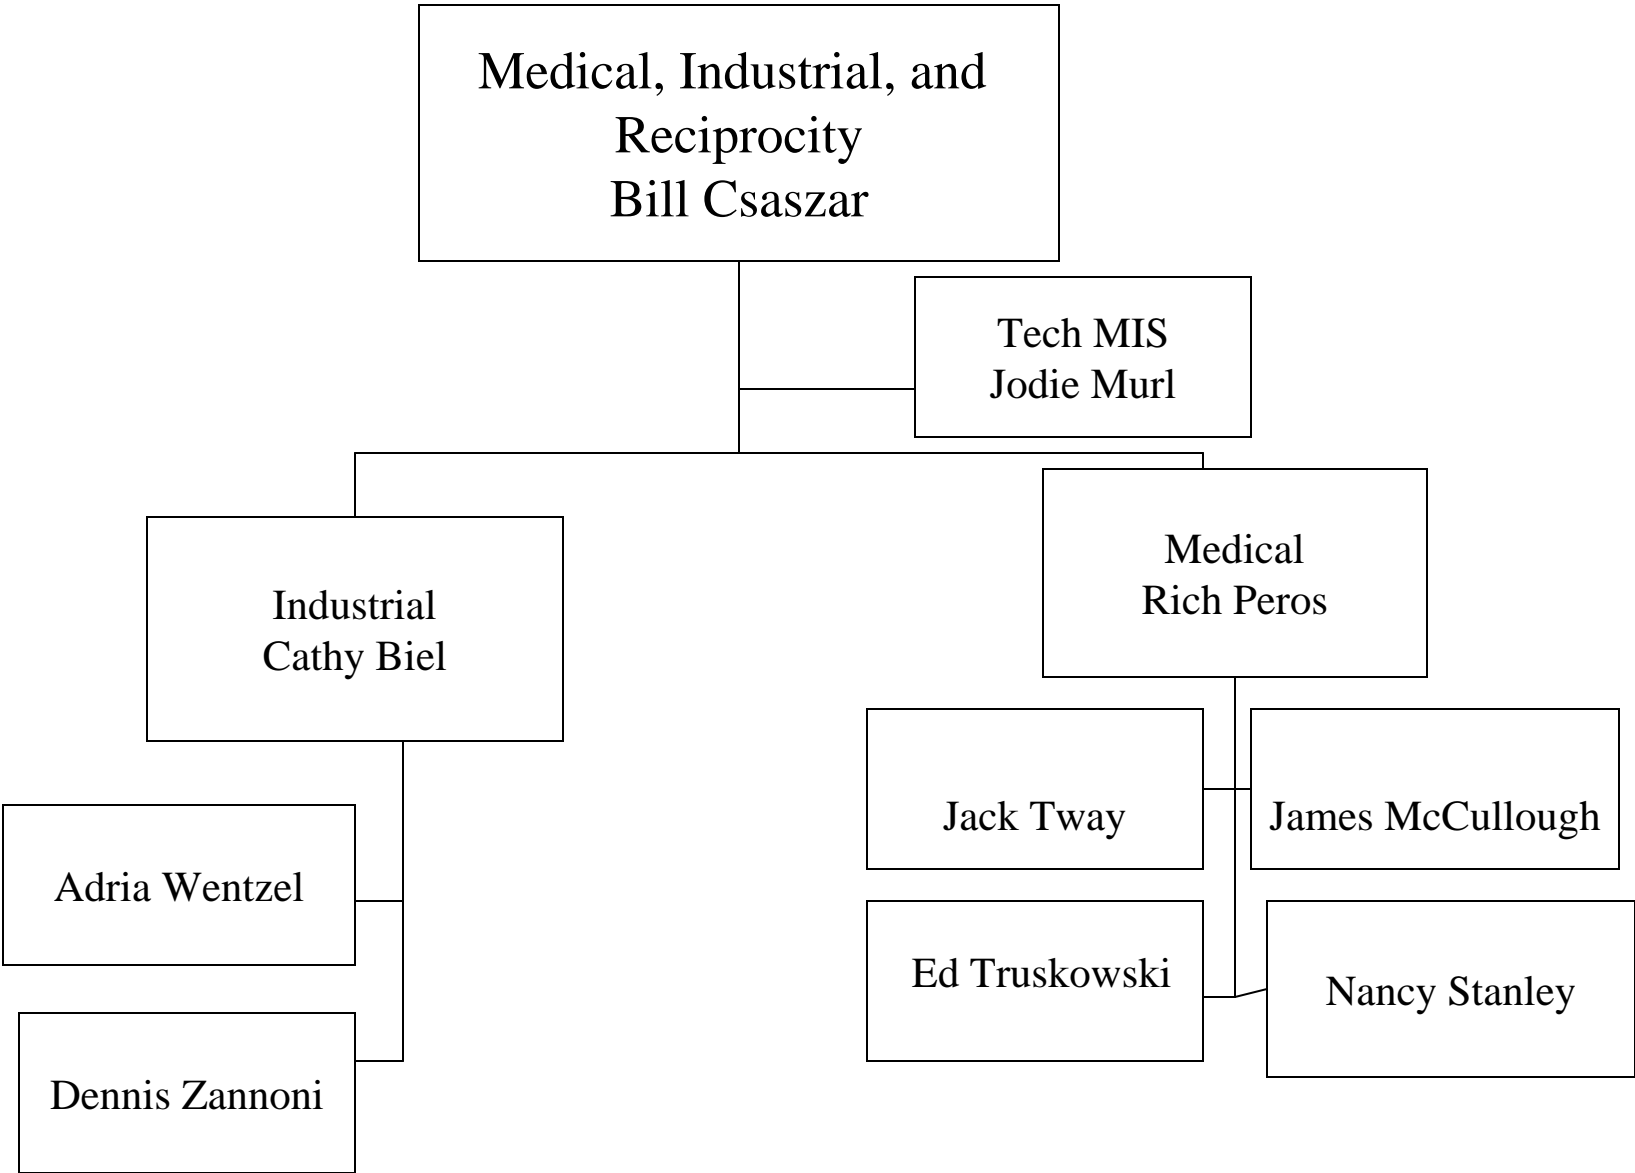 Medical, Industrial, and
Reciprocity
Bill Csaszar
Tech MIS
Jodie Murl
Industrial
Cathy Biel
Medical
Rich Peros
Jack Tway
James McCullough
Adria Wentzel
Ed Truskowski
Nancy Stanley
Dennis Zannoni